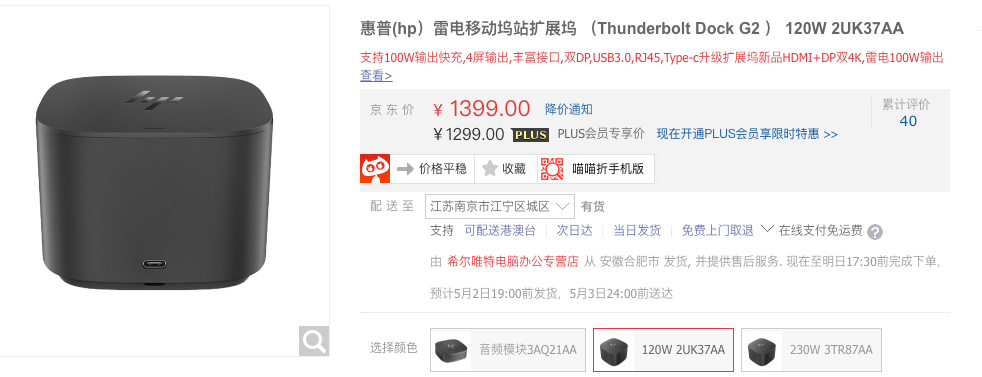 惠普(hp）雷电移动坞站扩展坞 （Thunderbolt Dock G2 ） 120W 2UK37AA
支持100W输出快充,4屏输出,丰富接口,双DP,USB3.0,RJ45,Type-c升级扩展坞新品HDMI+DP双4K,雷电100W输出
查看>
京东价 ¥ 1399.00 降价通知 累计评价
¥ 1299.00 PLUS PLUS会员专享价 现在开通PLUS会员享限时特惠 >> 40
价格平稳 收藏 喵喵折手机版
配送至 江苏南京市江宁区城区 有货
支持 可配送港澳台 次日达 当日发货 免费上门取退 在线支付免运费 ?
由 希尔唯特电脑办公专营店 从 安徽合肥市 发货, 并提供售后服务. 现在至明日17:30前完成下单,
预计5月2日19:00前发货，5月3日24:00前送达
选择颜色 音频模块3AQ21AA 120W 2UK37AA 230W 3TR87AA
hp